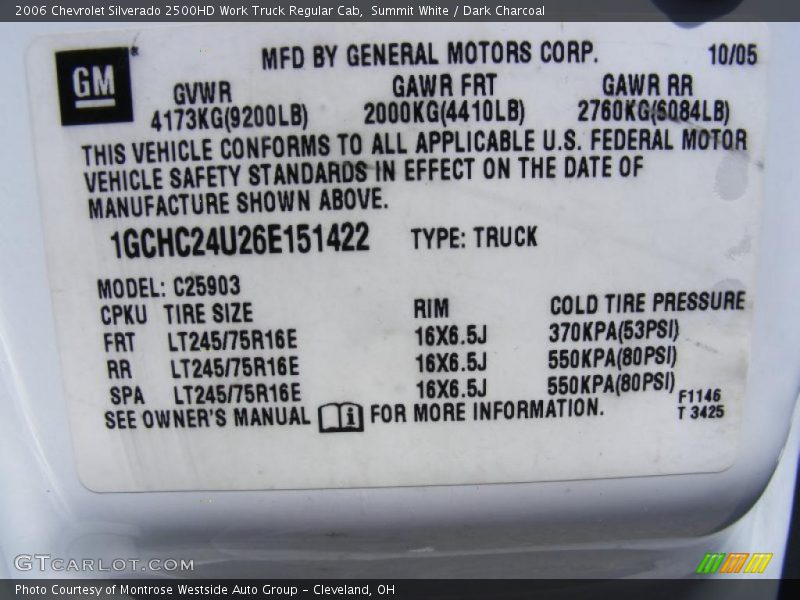 2006 Chevrolet Silverado 2500HD Work Truck Regular Cab, Summit White / Dark Charcoal
MFD BY GENERAL MOTORS CORP. 10/05
GM
GVWR GAWR FRT GAWR RR
4173KG(9200LB) 2000KG(4410LB) 2760KG(6084LB)
THIS VEHICLE CONFORMS TO ALL APPLICABLE U.S. FEDERAL MOTOR
VEHICLE SAFETY STANDARDS IN EFFECT ON THE DATE OF
MANUFACTURE SHOWN ABOVE.
1GCHC24U26E151422 TYPE: TRUCK
MODEL: C25903
CPKU TIRE SIZE RIM COLD TIRE PRESSURE
FRT LT245/75R16E 16X6.5J 370KPA(53PSI)
RR LT245/75R16E 16X6.5J 550KPA(80PSI)
SPA LT245/75R16E 16X6.5J 550KPA(80PSI)
SEE OWNER'S MANUAL i FOR MORE INFORMATION.
F1146
T 3425
GTCARLOT.COM
Photo Courtesy of Montrose Westside Auto Group - Cleveland, OH